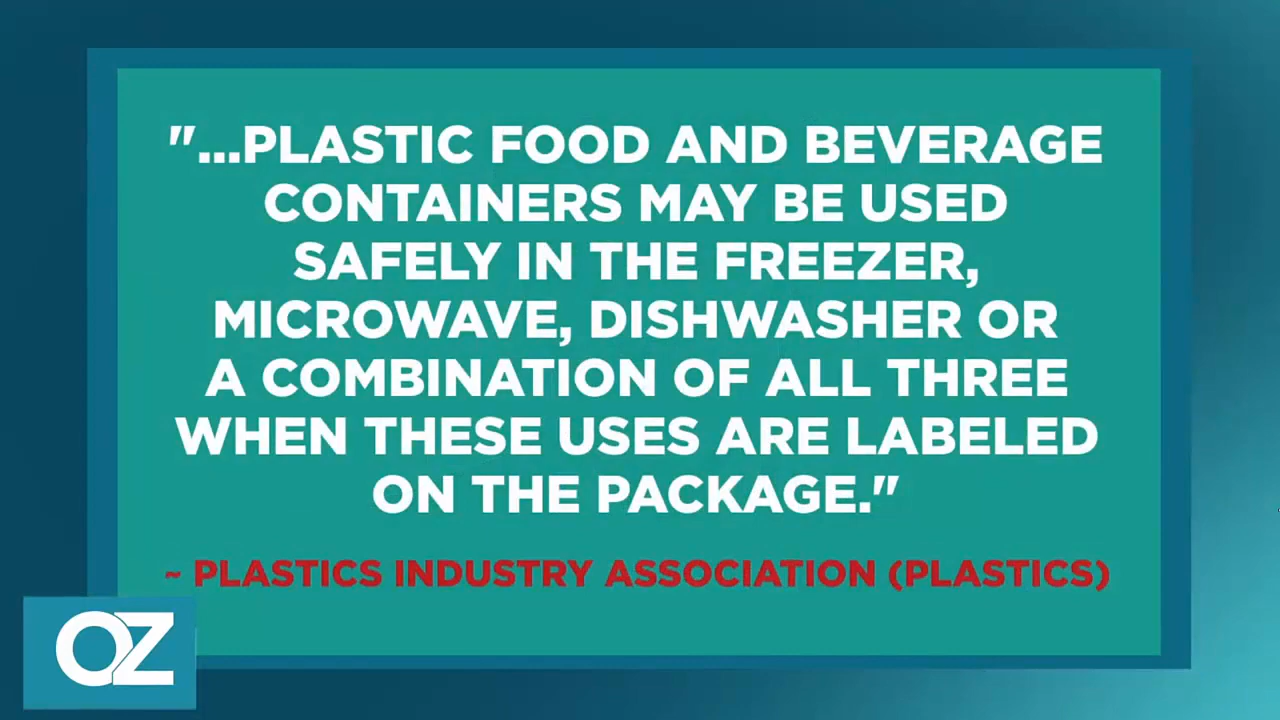 "...PLASTIC FOOD AND BEVERAGE
CONTAINERS MAY BE USED
SAFELY IN THE FREEZER,
MICROWAVE, DISHWASHER OR
A COMBINATION OF ALL THREE
WHEN THESE USES ARE LABELED
ON THE PACKAGE."
~ PLASTICS INDUSTRY ASSOCIATION (PLASTICS)
OZ